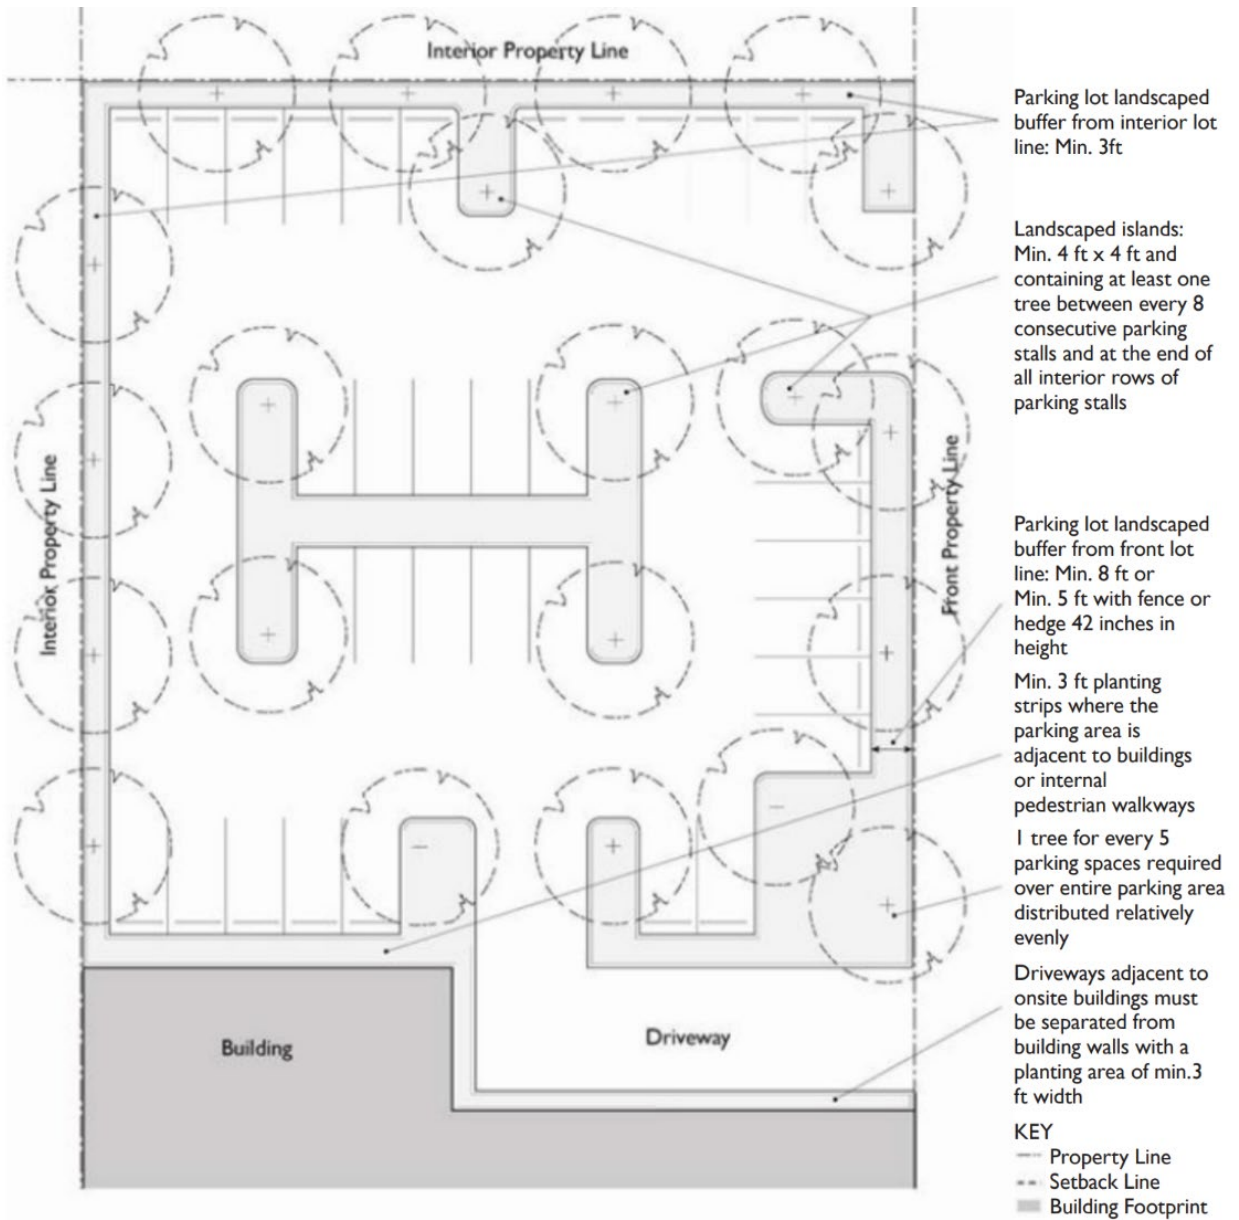 Interior Property Line
Parking lot landscaped
buffer from interior lot
line: Min. 3ft
Landscaped islands:
Min. 4 ft x 4 ft and
containing at least one
tree between every 8
consecutive parking
stalls and at the end of
all interior rows of
parking stalls
Interior Property Line
Front Property Line
Parking lot landscaped
buffer from front lot
line: Min. 8 ft or
Min. 5 ft with fence or
hedge 42 inches in
height
Min. 3 ft planting
strips where the
parking area is
adjacent to buildings
or internal
pedestrian walkways
1 tree for every 5
parking spaces required
over entire parking area
distributed relatively
evenly
Driveways adjacent to
onsite buildings must
be separated from
building walls with a
planting area of min.3
ft width
Building
Driveway
KEY
Property Line
Setback Line
Building Footprint